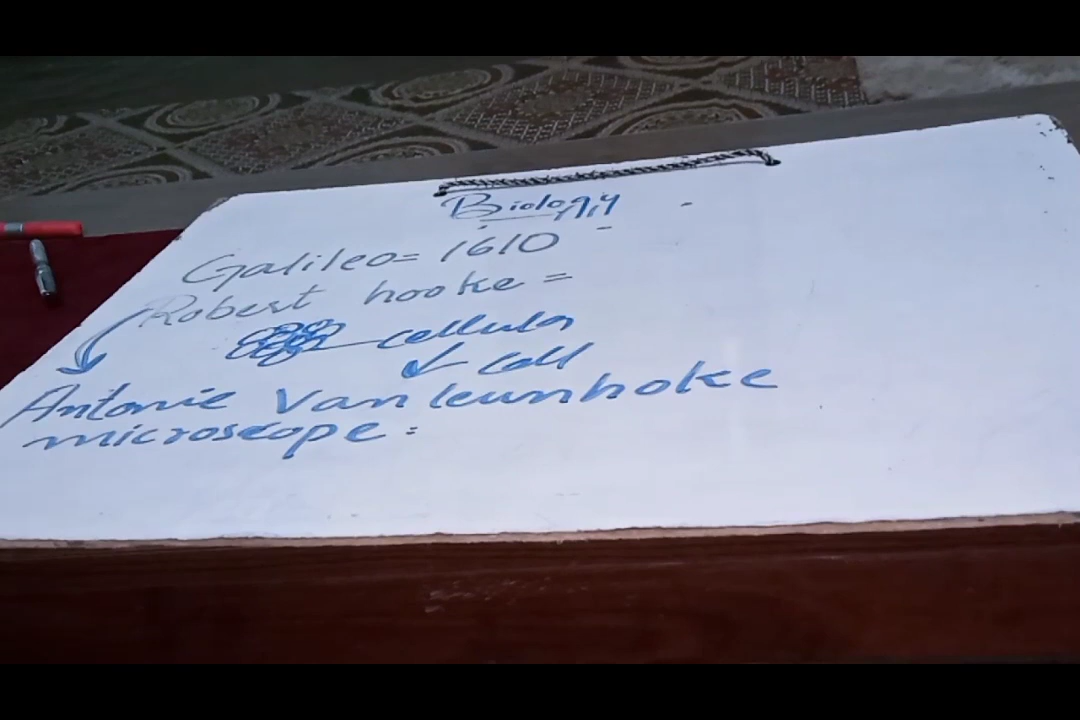 Biology
Galileo= 1610
Robert hooke =
cellula
cell
Antonie Van leunhoke
microscope :